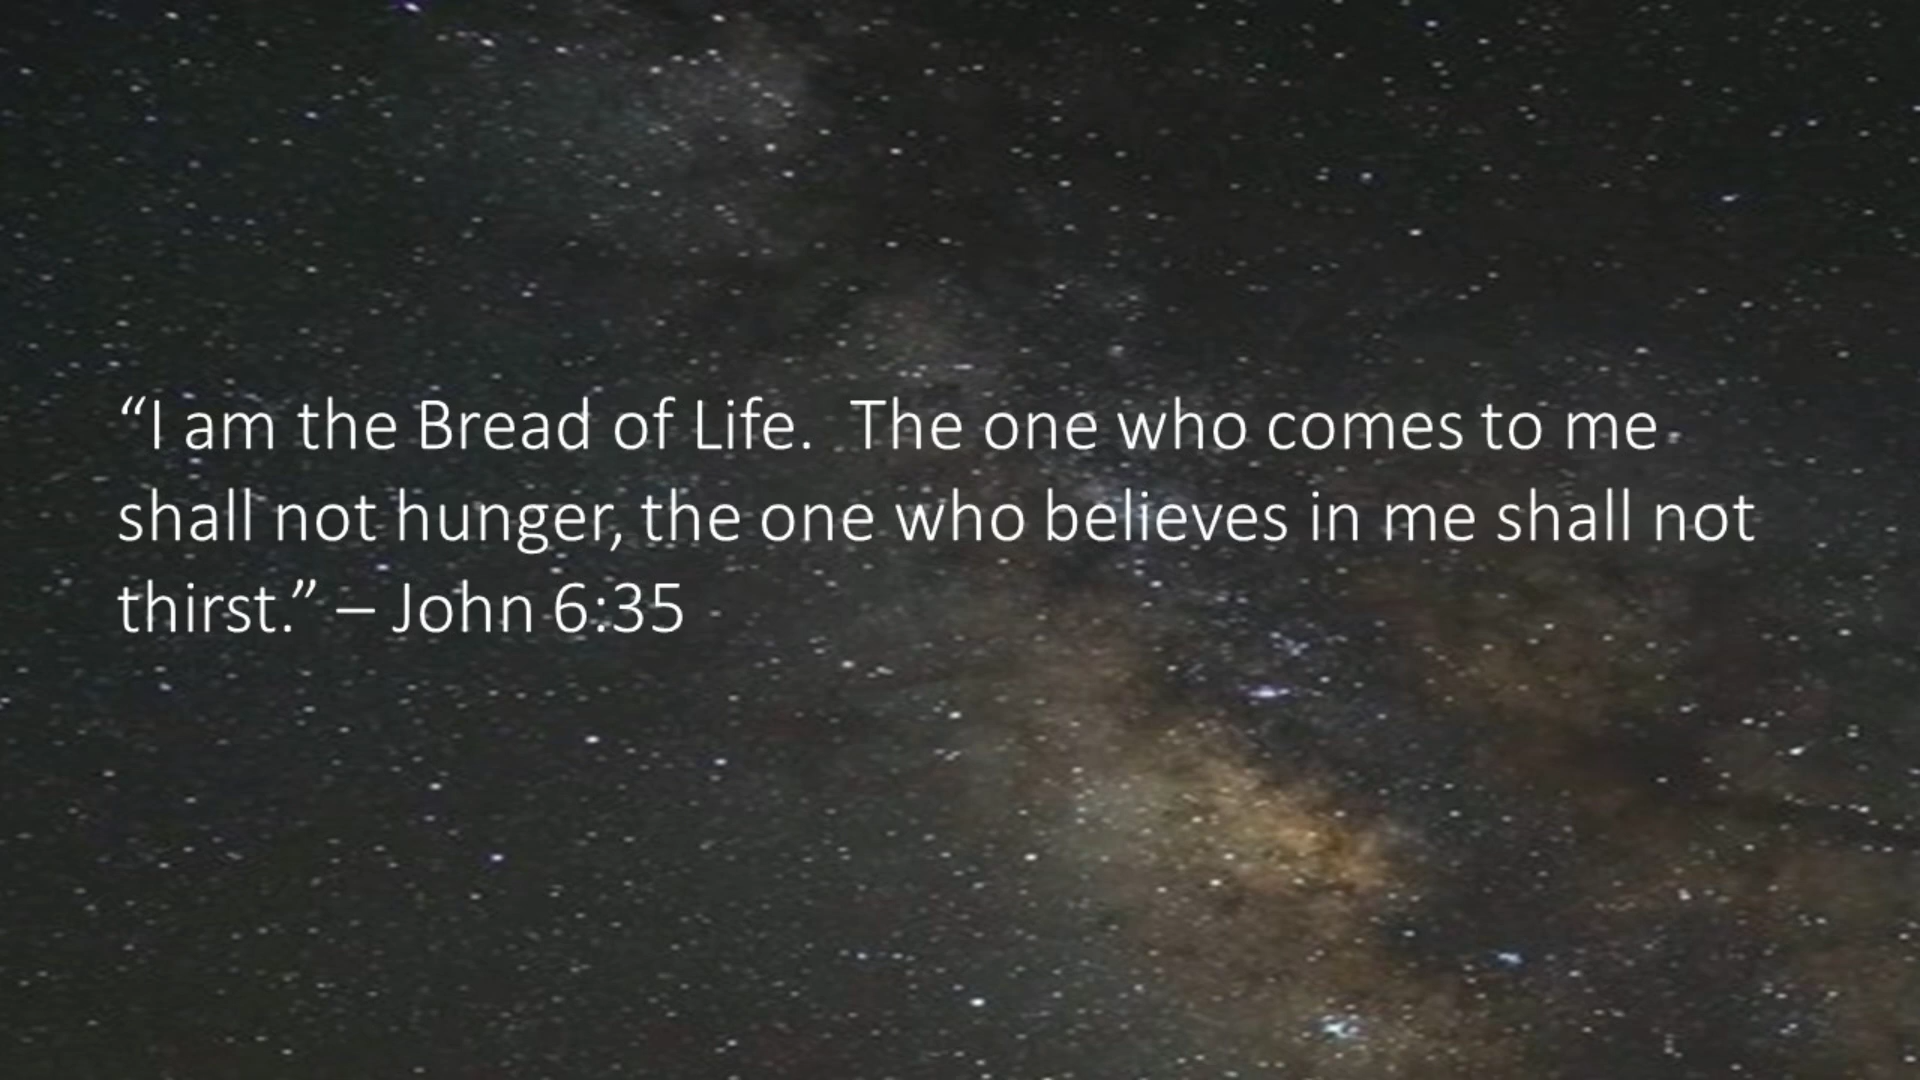 “I am the Bread of Life.  The one who comes to me
shall not hunger, the one who believes in me shall not
thirst.” – John 6:35